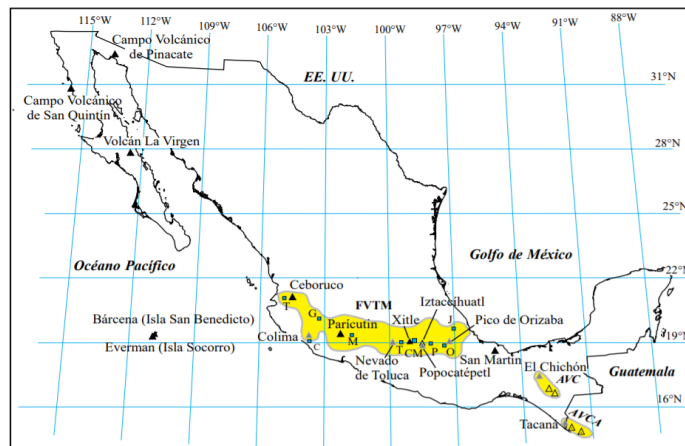 115°W
112°W
109°W
106°W
103°W
100°W
97°W
94°W
91°W
88°W
Campo Volcánico
de Pinacate
EE. UU.
31°N
Campo Volcánico
de San Quintín
Volcán La Virgen
28°N
25°N
Océano Pacífico
Golfo de México
22°N
Ceboruco
T
FVTM
Iztaccíhuatl
Xitle
Bárcena (Isla San Benedicto)
G
Parícutin
J
Pico de Orizaba
Everman (Isla Socorro)
Colima
C
M
19°N
Nevado
de Toluca
T
CM
P
O
San Martín
Popocatépetl
El Chichón
AVC
Guatemala
16°N
Tacaná
AVCA